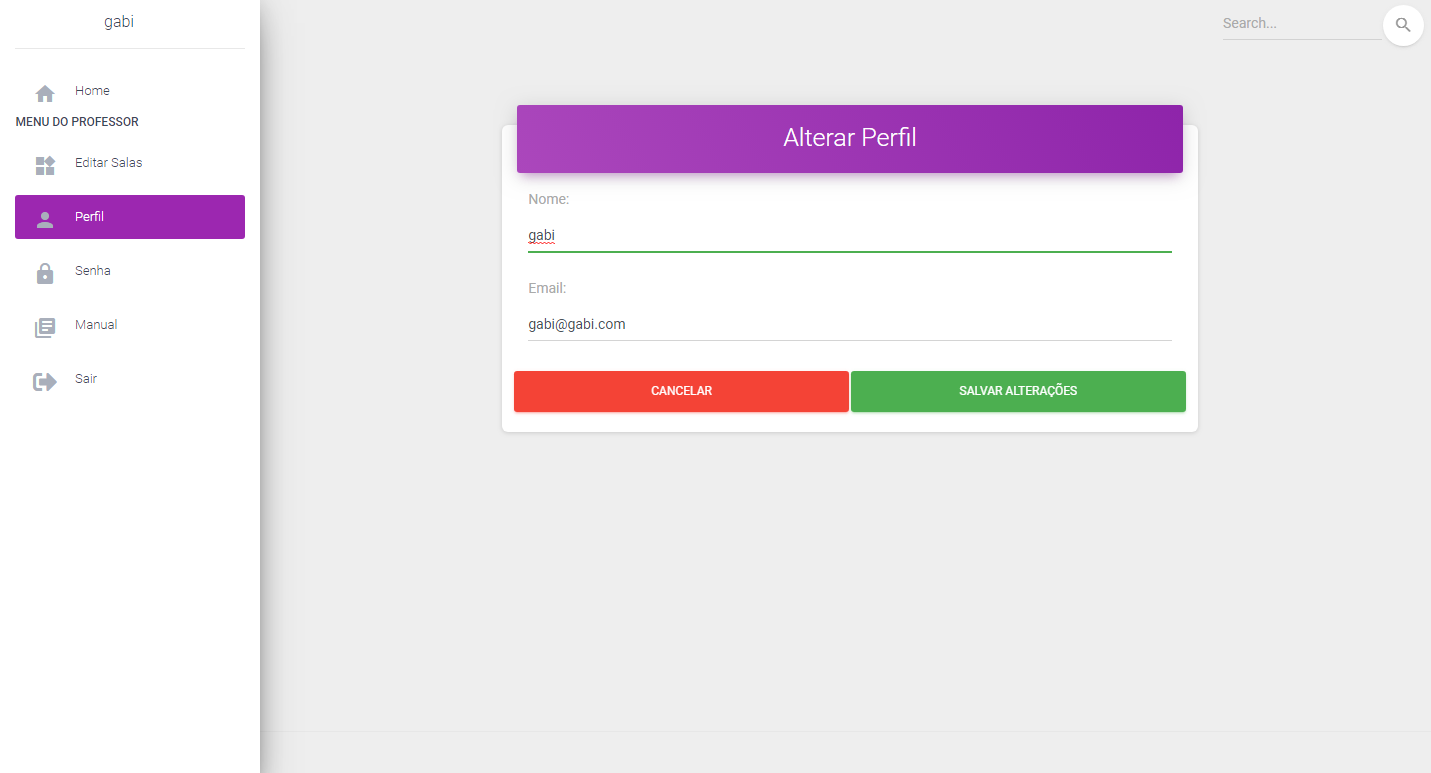 gabi
Search...
Home
MENU DO PROFESSOR
Editar Salas
Perfil
Senha
Manual
Sair
Alterar Perfil
Nome:
gabi
Email:
gabi@gabi.com
CANCELAR
SALVAR ALTERAÇÕES